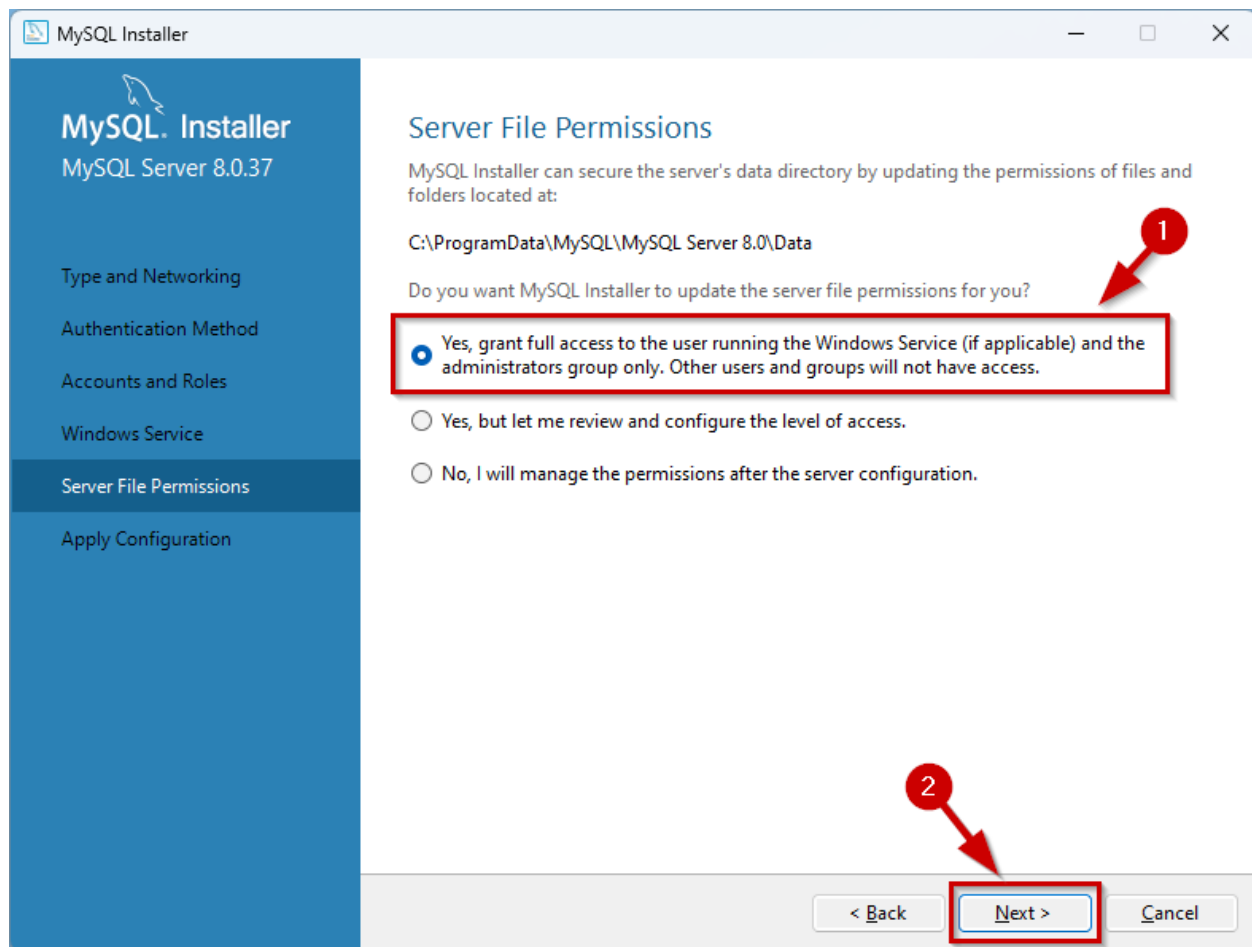 MySQL Installer
MySQL. Installer
MySQL Server 8.0.37
Type and Networking
Authentication Method
Accounts and Roles
Windows Service
Server File Permissions
Apply Configuration
Server File Permissions
MySQL Installer can secure the server's data directory by updating the permissions of files and
folders located at:
C:\ProgramData\MySQL\MySQL Server 8.0\Data
1
Do you want MySQL Installer to update the server file permissions for you?
Yes, grant full access to the user running the Windows Service (if applicable) and the
administrators group only. Other users and groups will not have access.
Yes, but let me review and configure the level of access.
No, I will manage the permissions after the server configuration.
2
< Back
Next >
Cancel